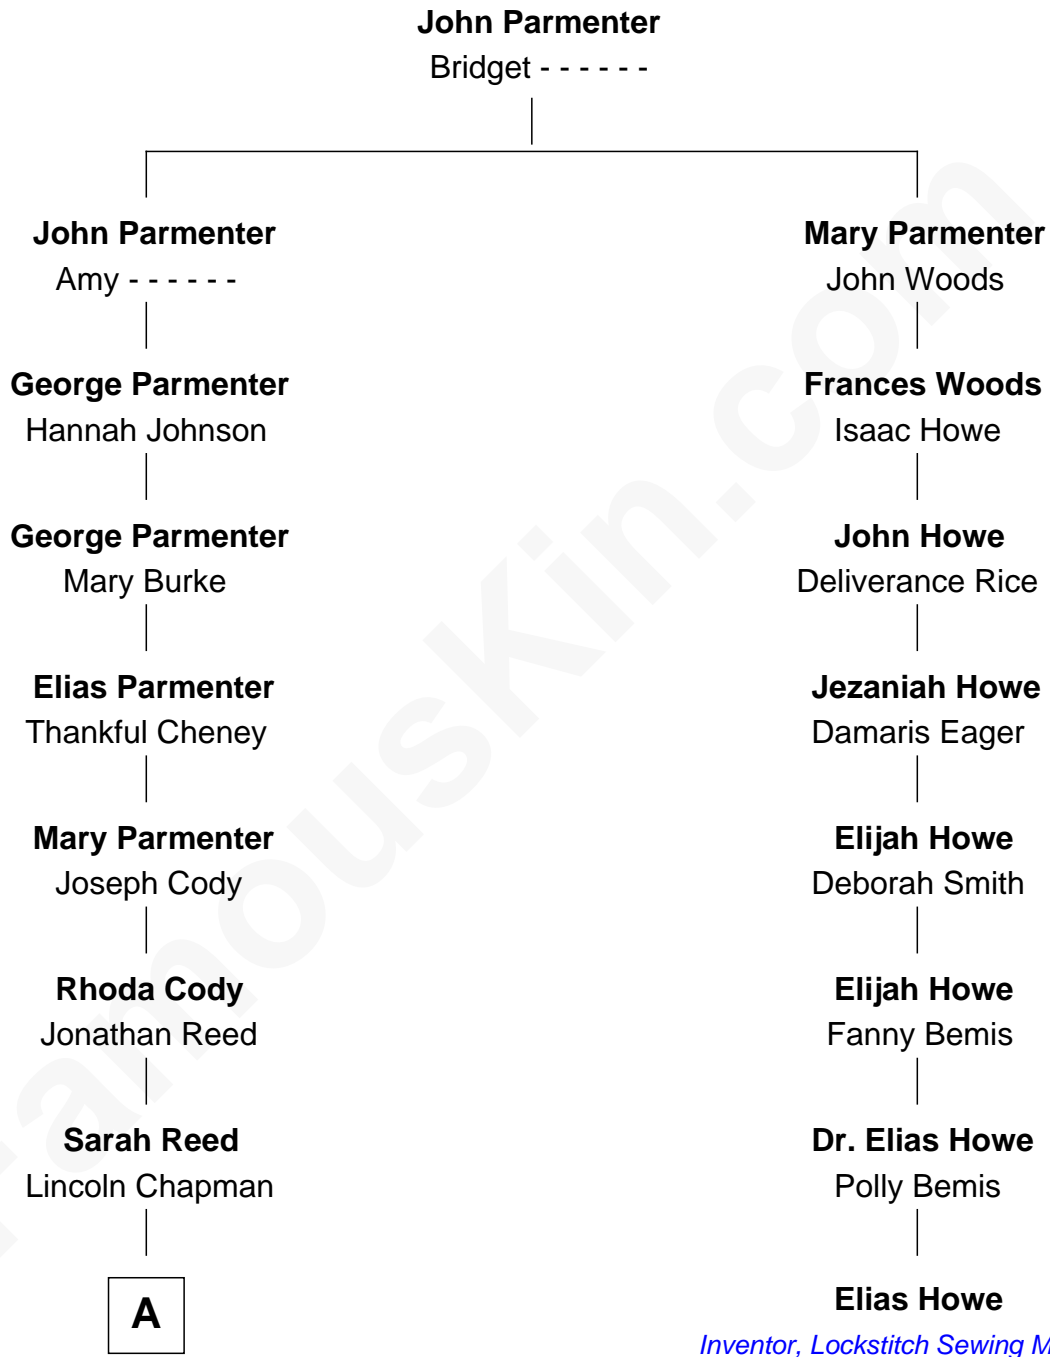 John Parmenter
Bridget - - - - - -
John Parmenter
Amy - - - - - -
Mary Parmenter
John Woods
George Parmenter
Hannah Johnson
Frances Woods
Isaac Howe
George Parmenter
Mary Burke
John Howe
Deliverance Rice
Elias Parmenter
Thankful Cheney
Jezaniah Howe
Damaris Eager
Mary Parmenter
Joseph Cody
Elijah Howe
Deborah Smith
Rhoda Cody
Jonathan Reed
Elijah Howe
Fanny Bemis
Sarah Reed
Lincoln Chapman
Dr. Elias Howe
Polly Bemis
A
Elias Howe
Inventor, Lockstitch Sewing M
FamousKin.com